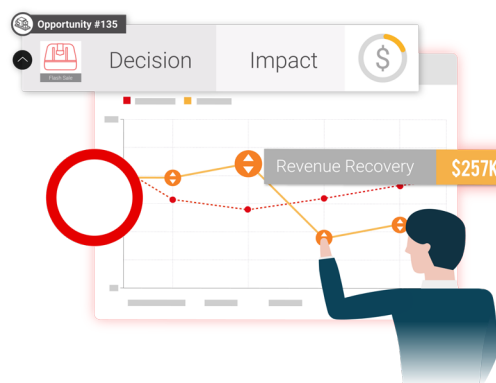 Opportunity #135
Decision
Impact
$
Flash Sale
Revenue Recovery
$257K